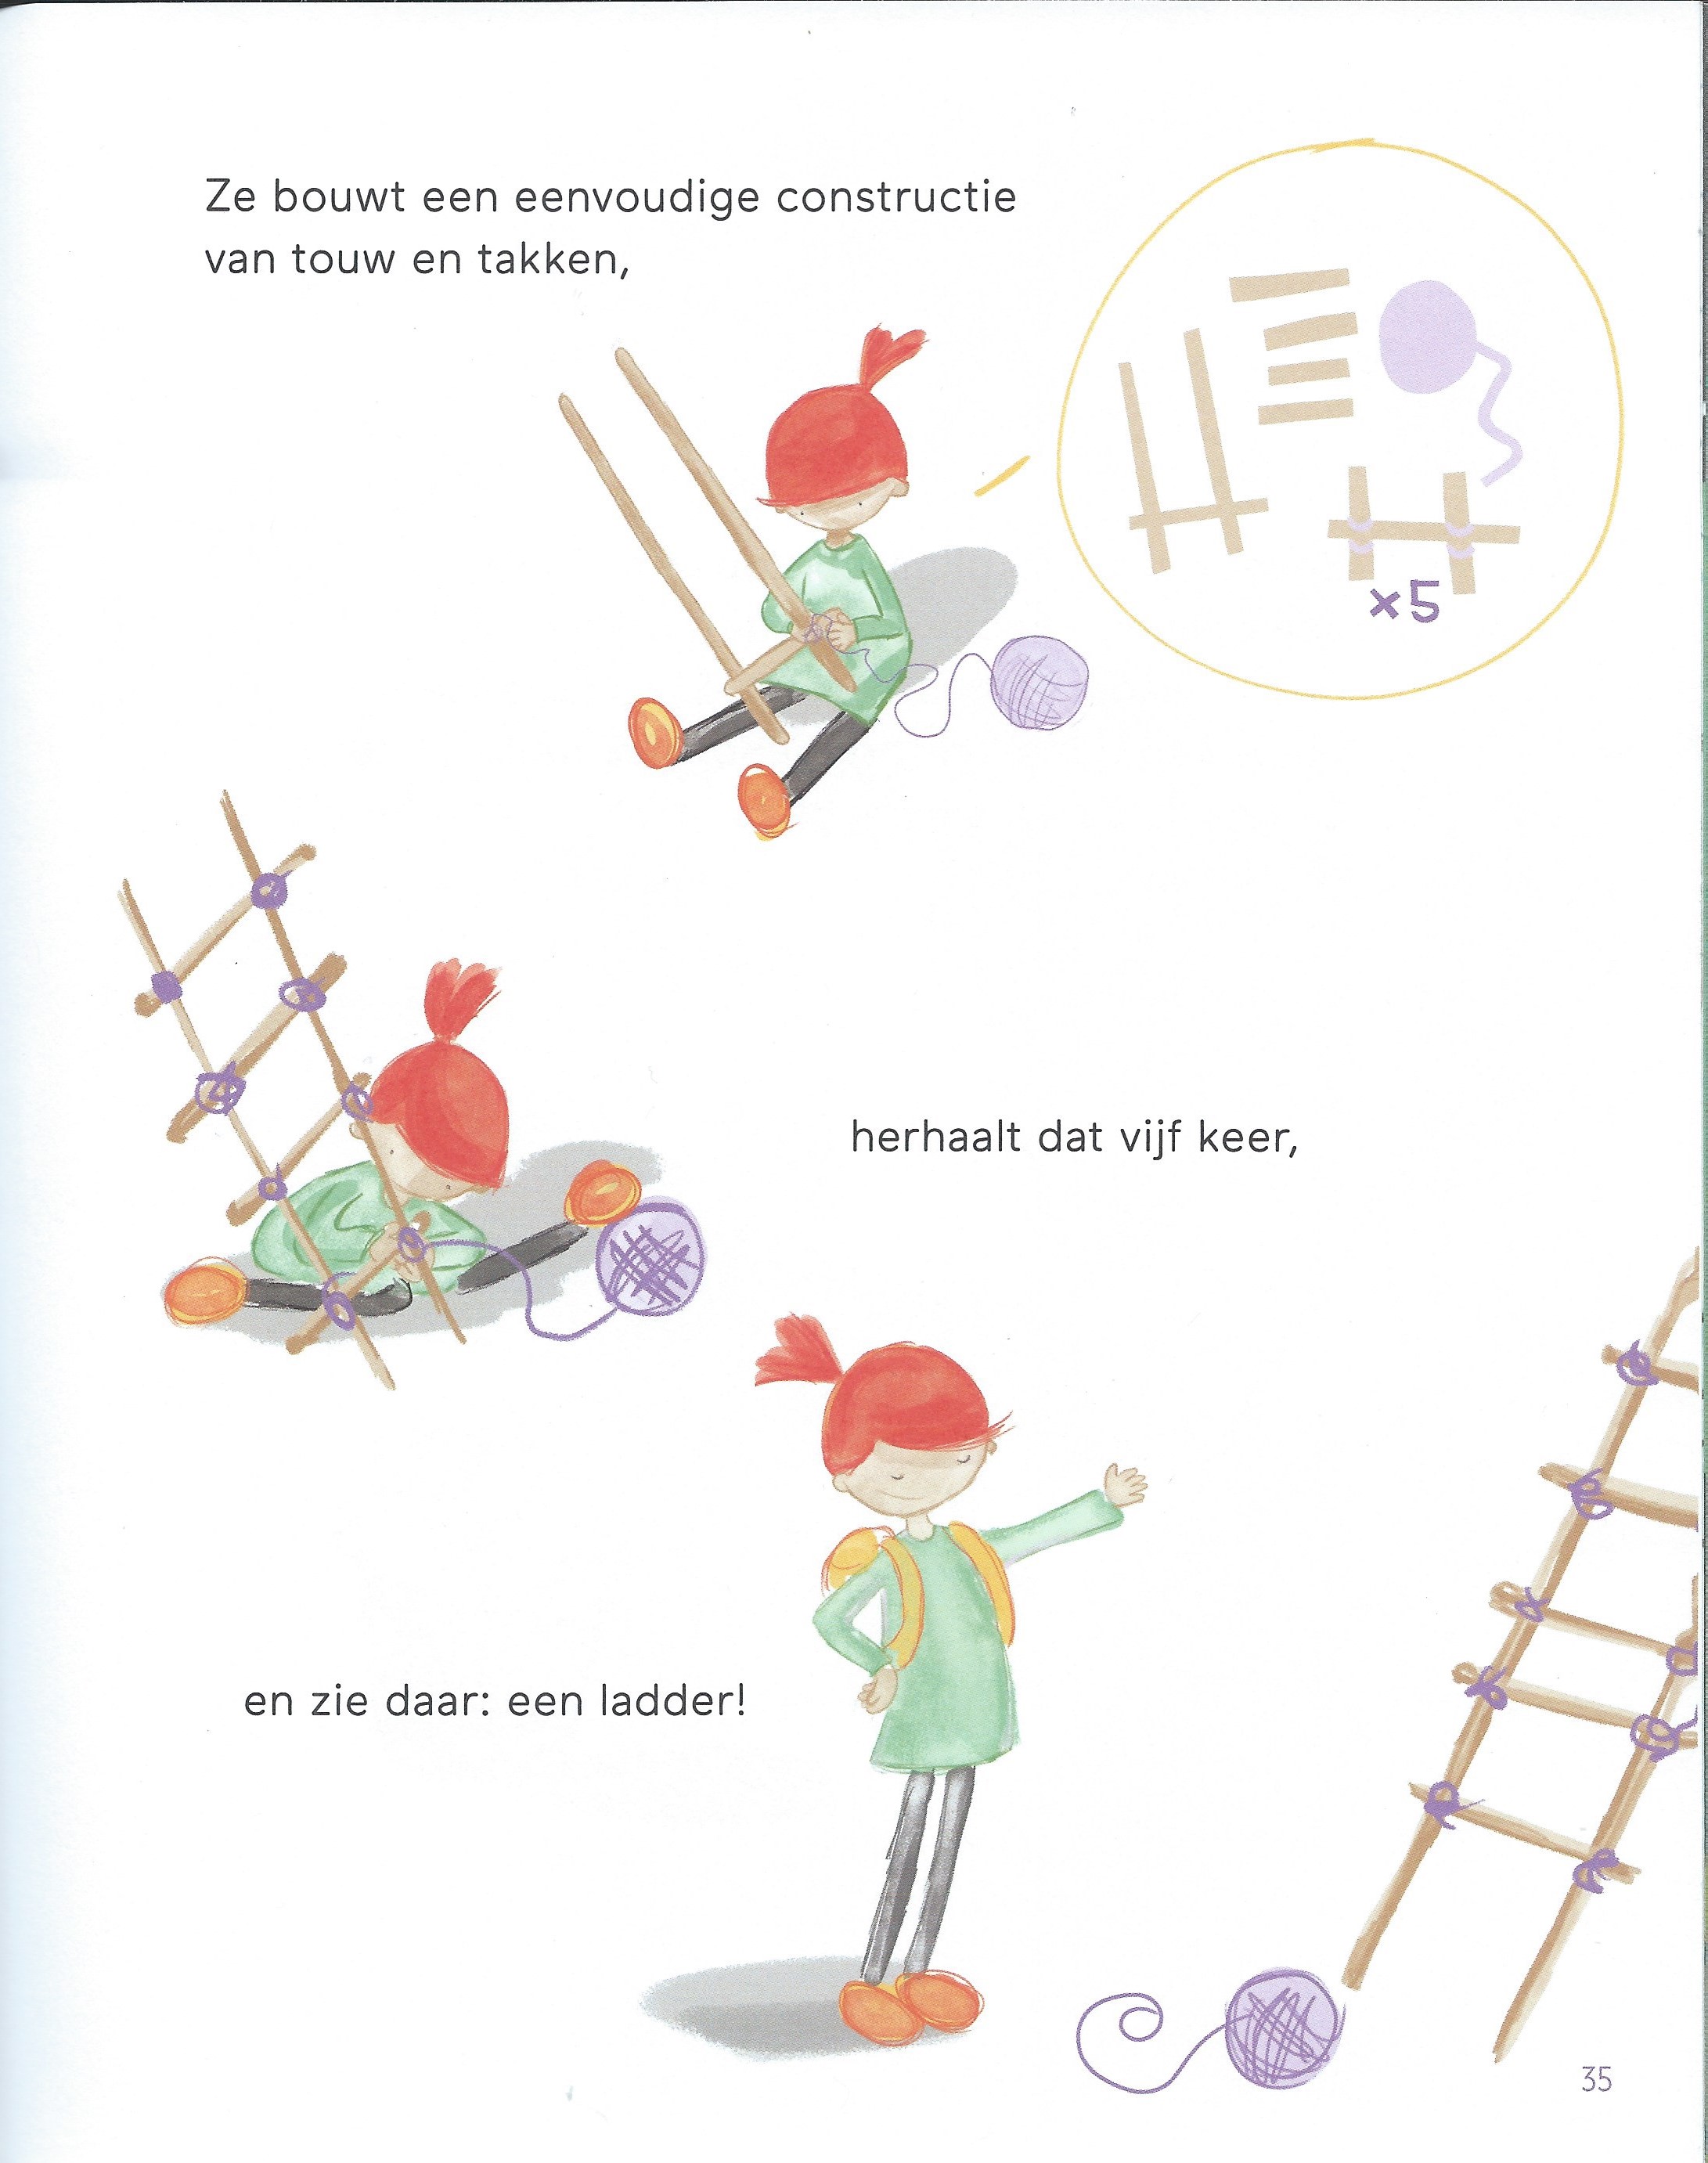 Ze bouwt een eenvoudige constructie
van touw en takken,
×5
herhaalt dat vijf keer,
en zie daar: een ladder!
35